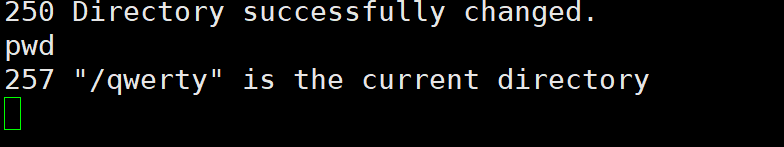 250 Directory successfully changed.
pwd
257 "/qwerty" is the current directory